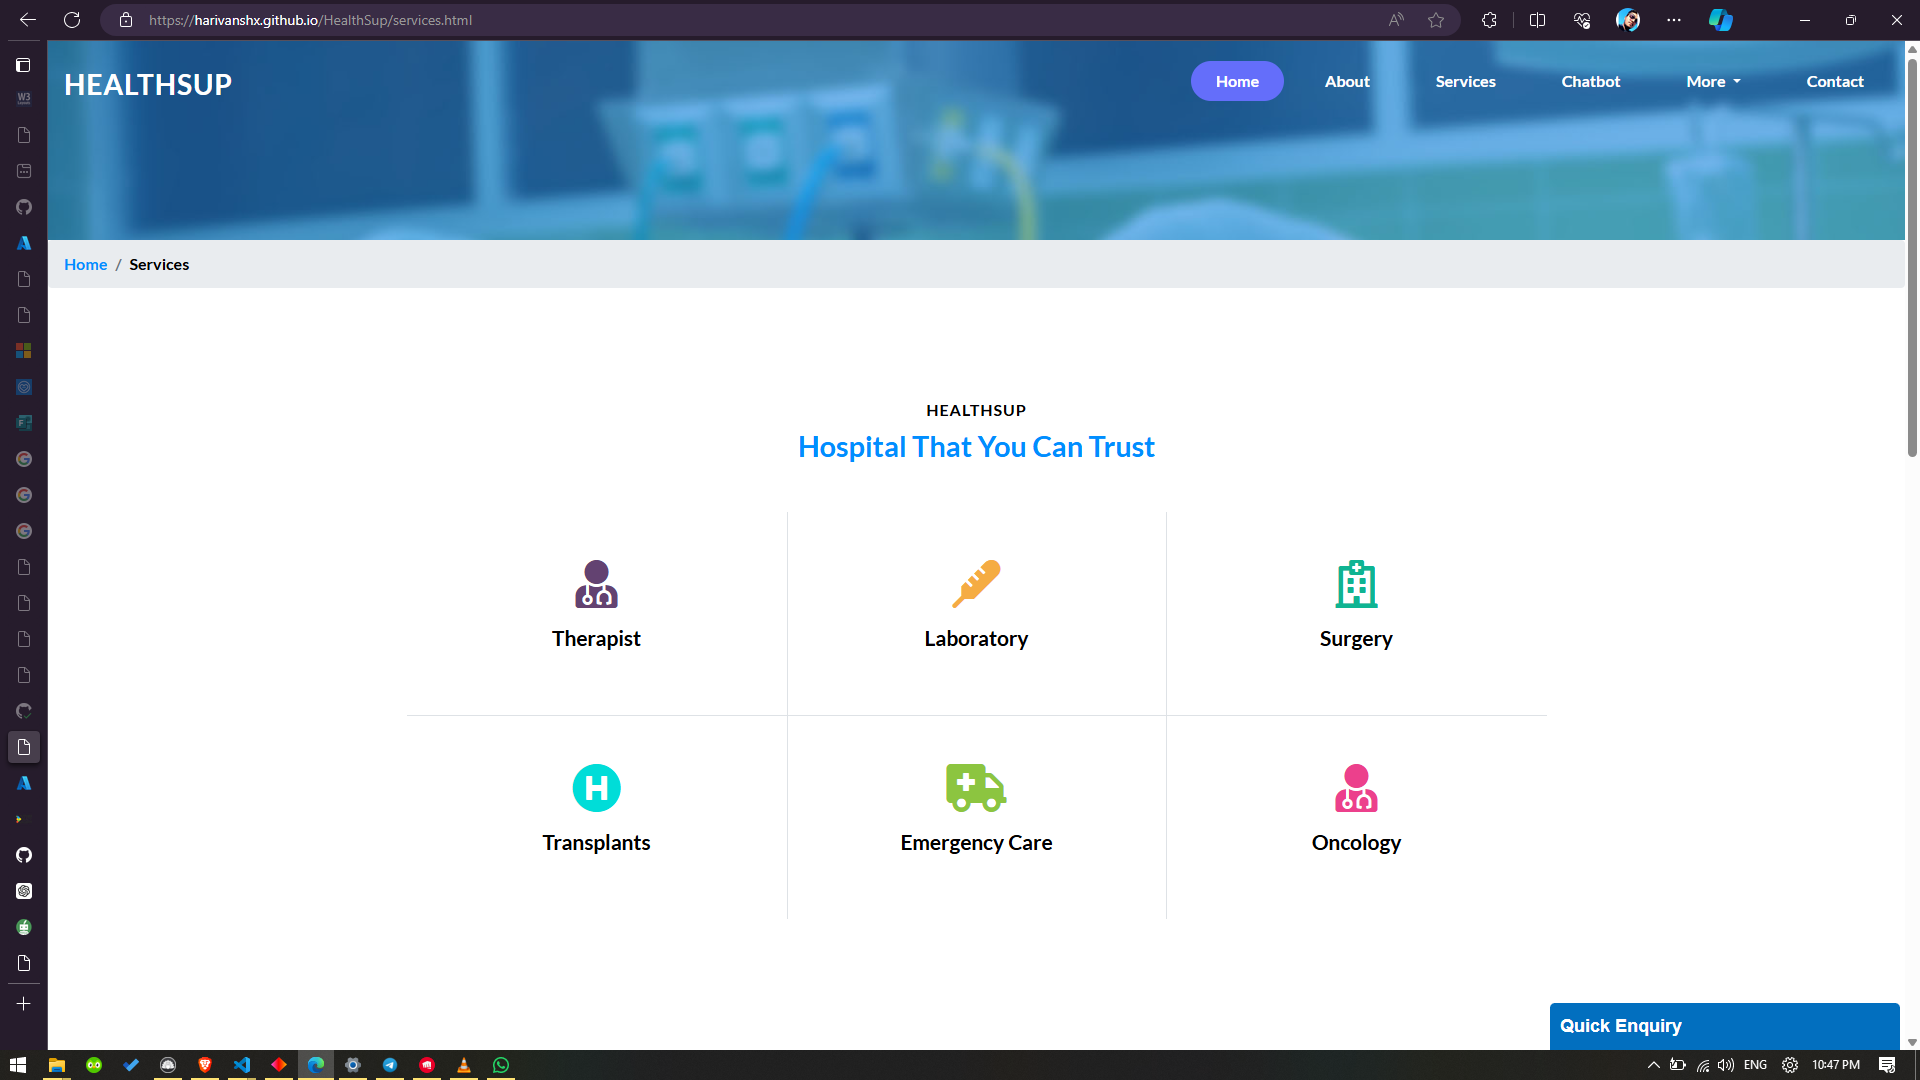 https://harivanshx.github.io/HealthSup/services.html
HEALTHSUP
Home
About
Services
Chatbot
More
Contact
Home / Services
HEALTHSUP
Hospital That You Can Trust
Therapist
Laboratory
Surgery
Transplants
Emergency Care
Oncology
Quick Enquiry
ENG
10:47 PM